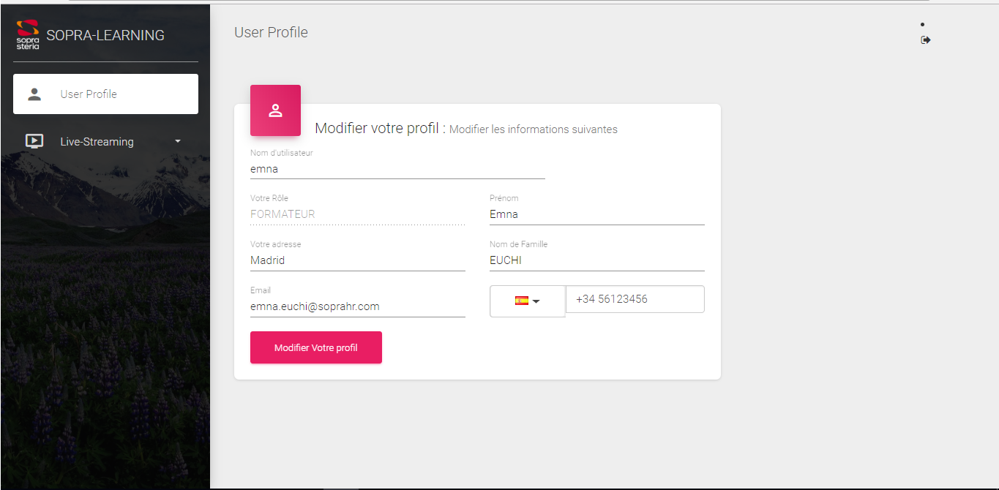 sopra
steria
SOPRA-LEARNING
User Profile
Live-Streaming
User Profile
Modifier votre profil : Modifier les informations suivantes
Nom d'utilisateur
emna
Votre Rôle
FORMATEUR
Prénom
Emna
Votre adresse
Madrid
Nom de Famille
EUCHI
Email
emna.euchi@soprahr.com
+34 56123456
Modifier Votre profil